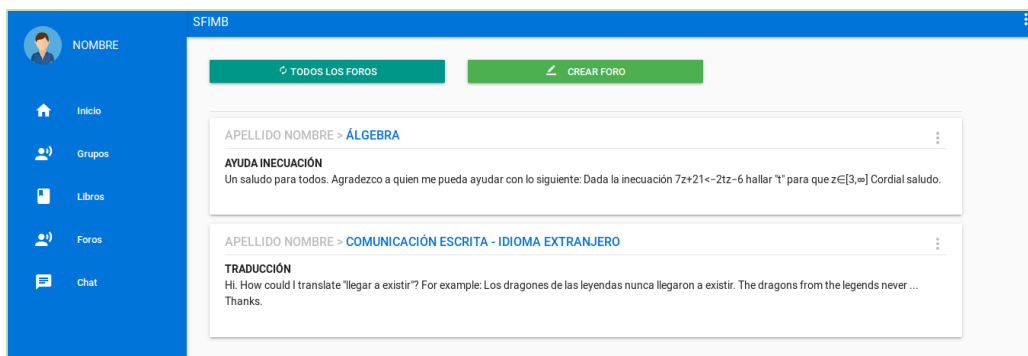 SFIMB
NOMBRE
TODOS LOS FOROS
CREAR FORO
Inicio
Grupos
Libros
Foros
Chat
APELLIDO NOMBRE > ÁLGEBRA
AYUDA INECUACIÓN
Un saludo para todos. Agradezco a quien me pueda ayudar con lo siguiente: Dada la inecuación 7z+21<−2tz−6 hallar "t" para que z∈[3,∞] Cordial saludo.
APELLIDO NOMBRE > COMUNICACIÓN ESCRITA - IDIOMA EXTRANJERO
TRADUCCIÓN
Hi. How could I translate "llegar a existir"? For example: Los dragones de las leyendas nunca llegaron a existir. The dragons from the legends never ...
Thanks.